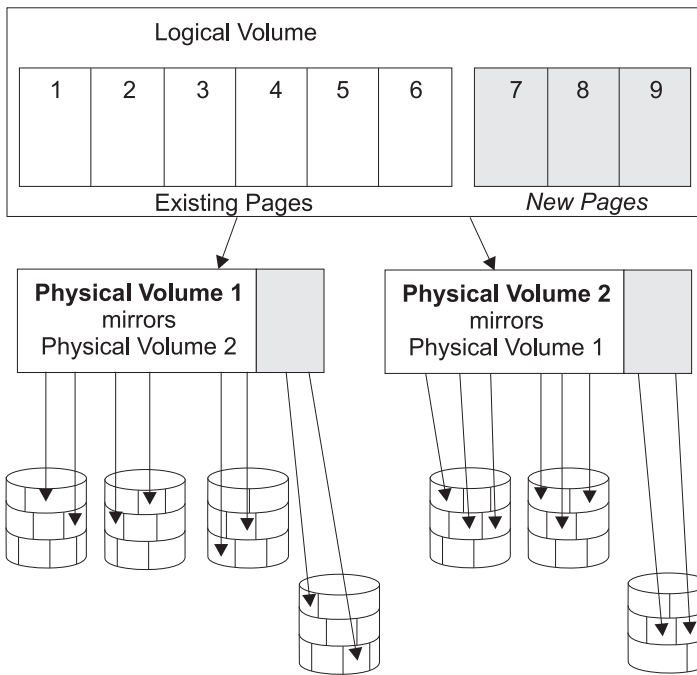 Logical Volume
1 2 3 4 5 6 7 8 9
Existing Pages New Pages
Physical Volume 1
mirrors
Physical Volume 2
Physical Volume 2
mirrors
Physical Volume 1